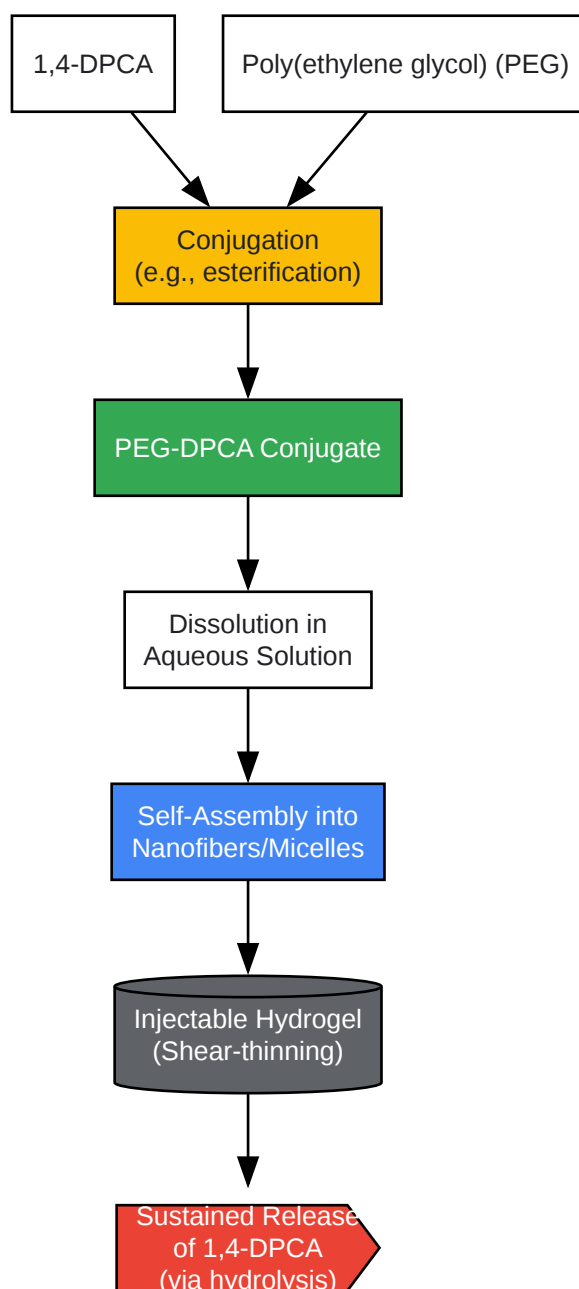 1,4-DPCA
Poly(ethylene glycol) (PEG)
Conjugation
(e.g., esterification)
PEG-DPCA Conjugate
Dissolution in
Aqueous Solution
Self-Assembly into
Nanofibers/Micelles
Injectable Hydrogel
(Shear-thinning)
Sustained Release
of 1,4-DPCA
(via hydrolysis)